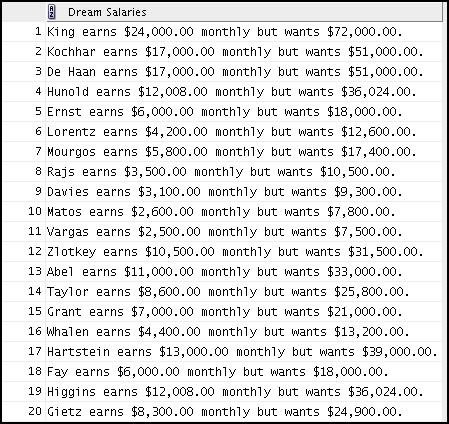 Dream Salaries
1 King earns $24,000.00 monthly but wants $72,000.00.
2 Kochhar earns $17,000.00 monthly but wants $51,000.00.
3 De Haan earns $17,000.00 monthly but wants $51,000.00.
4 Hunold earns $12,008.00 monthly but wants $36,024.00.
5 Ernst earns $6,000.00 monthly but wants $18,000.00.
6 Lorentz earns $4,200.00 monthly but wants $12,600.00.
7 Mourgos earns $5,800.00 monthly but wants $17,400.00.
8 Rajs earns $3,500.00 monthly but wants $10,500.00.
9 Davies earns $3,100.00 monthly but wants $9,300.00.
10 Matos earns $2,600.00 monthly but wants $7,800.00.
11 Vargas earns $2,500.00 monthly but wants $7,500.00.
12 Zlotkey earns $10,500.00 monthly but wants $31,500.00.
13 Abel earns $11,000.00 monthly but wants $33,000.00.
14 Taylor earns $8,600.00 monthly but wants $25,800.00.
15 Grant earns $7,000.00 monthly but wants $21,000.00.
16 Whalen earns $4,400.00 monthly but wants $13,200.00.
17 Hartstein earns $13,000.00 monthly but wants $39,000.00.
18 Fay earns $6,000.00 monthly but wants $18,000.00.
19 Higgins earns $12,008.00 monthly but wants $36,024.00.
20 Gietz earns $8,300.00 monthly but wants $24,900.00.